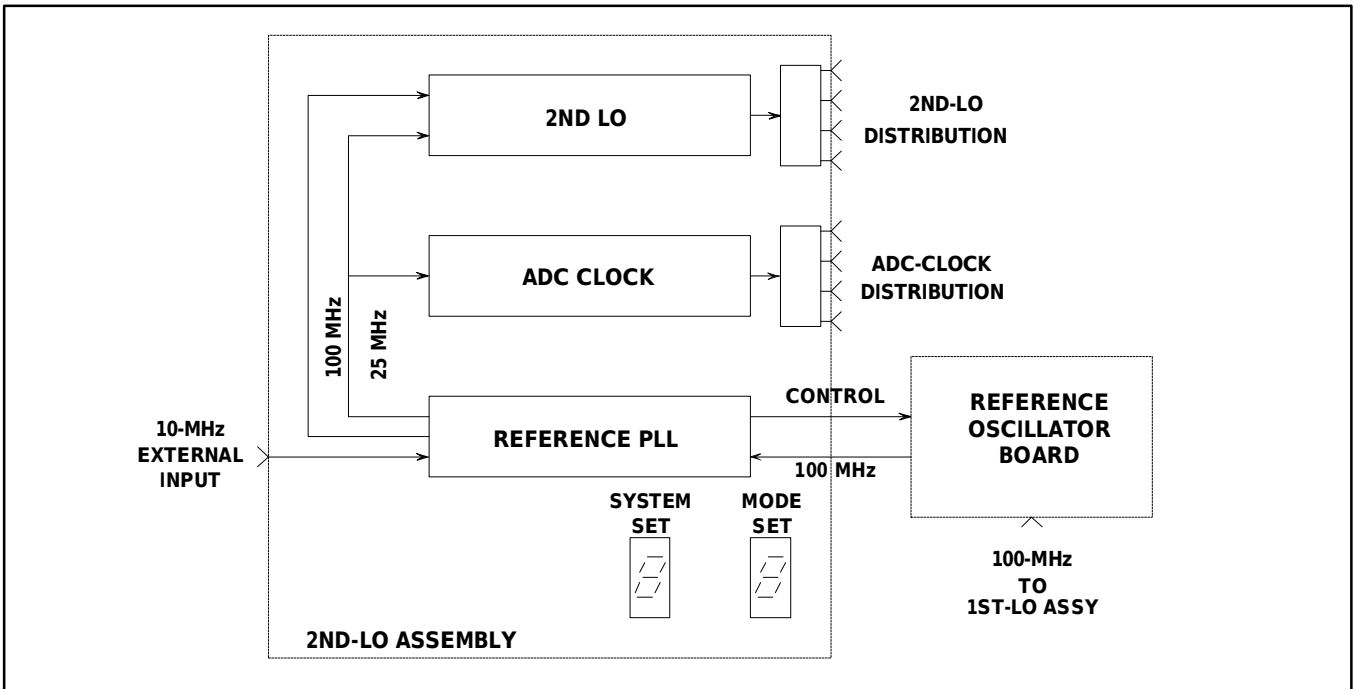 2ND LO
2ND-LO
DISTRIBUTION
ADC CLOCK
ADC-CLOCK
DISTRIBUTION
100 MHz
25 MHz
10-MHz
EXTERNAL
INPUT
REFERENCE PLL
CONTROL
100 MHz
REFERENCE
OSCILLATOR
BOARD
SYSTEM
SET
MODE
SET
8
8
100-MHz
TO
1ST-LO ASSY
2ND-LO ASSEMBLY